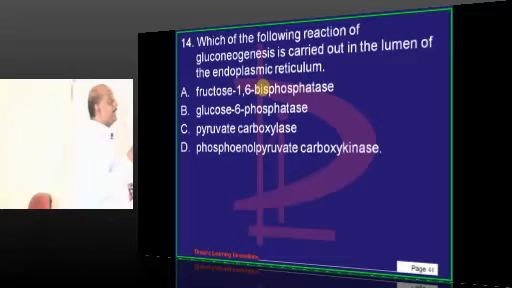 14. Which of the following reaction of
gluconeogenesis is carried out in the lumen of
the endoplasmic reticulum.
A. fructose-1,6-bisphosphatase
B. glucose-6-phosphatase
C. pyruvate carboxylase
D. phosphoenolpyruvate carboxykinase.
Learning
Page 44